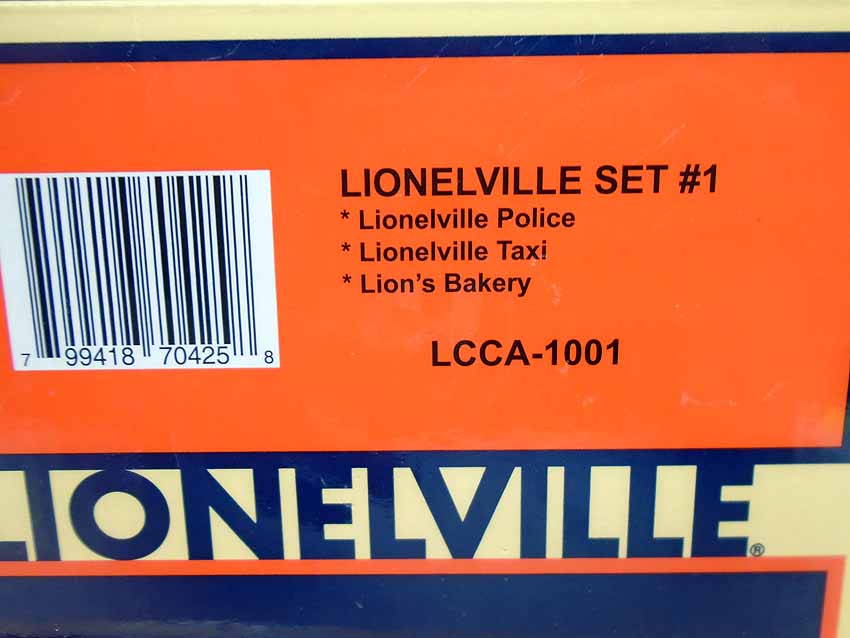 LIONELVILLE SET #1
* Lionelville Police
* Lionelville Taxi
* Lion's Bakery
LCCA-1001
7 99418 70425 8
LIONELVILLE®